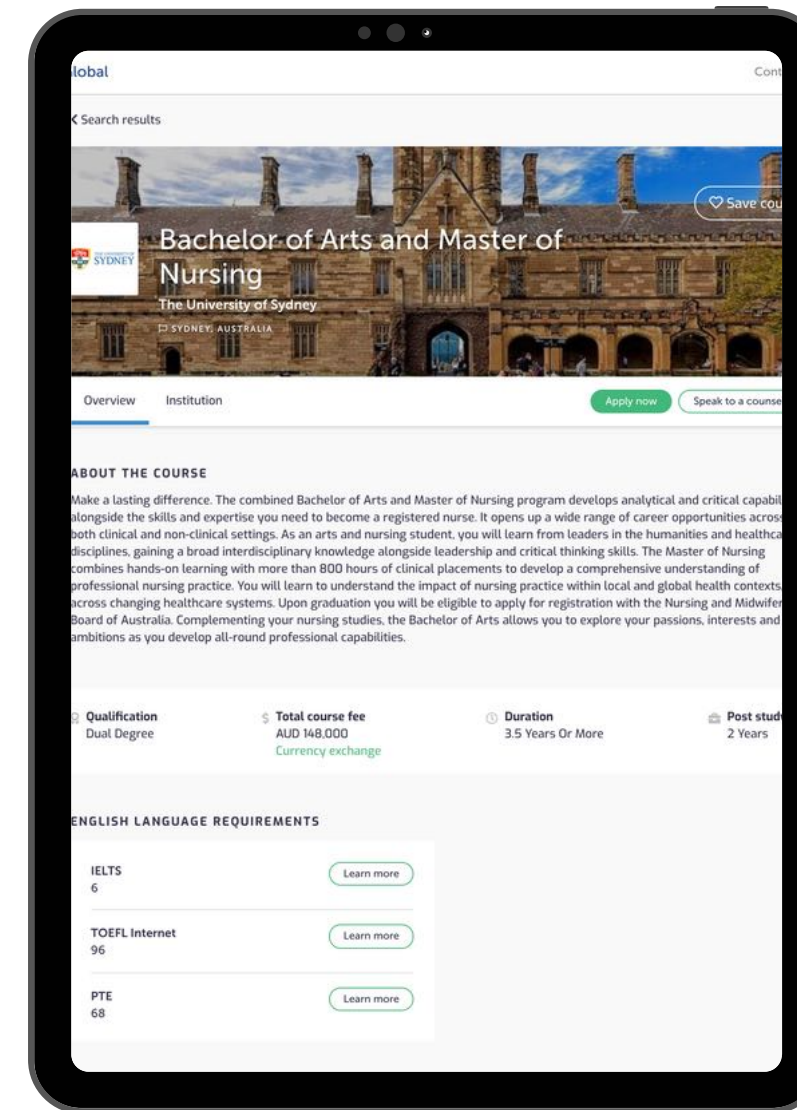 lobal
Cont
Search results
Save cou
THE UNIVERSITY OF
SYDNEY
Bachelor of Arts and Master of
Nursing
The University of Sydney
SYDNEY, AUSTRALIA
Overview Institution Apply now Speak to a counse
ABOUT THE COURSE
Make a lasting difference. The combined Bachelor of Arts and Master of Nursing program develops analytical and critical capabil
alongside the skills and expertise you need to become a registered nurse. It opens up a wide range of career opportunities across
both clinical and non-clinical settings. As an arts and nursing student, you will learn from leaders in the humanities and healthca
disciplines, gaining a broad interdisciplinary knowledge alongside leadership and critical thinking skills. The Master of Nursing
combines hands-on learning with more than 800 hours of clinical placements to develop a comprehensive understanding of
professional nursing practice. You will learn to understand the impact of nursing practice within local and global health contexts,
across changing healthcare systems. Upon graduation you will be eligible to apply for registration with the Nursing and Midwifer
Board of Australia. Complementing your nursing studies, the Bachelor of Arts allows you to explore your passions, interests and
ambitions as you develop all-round professional capabilities.
Qualification Total course fee Duration Post stud
Dual Degree AUD 148,000 3.5 Years Or More 2 Years
Currency exchange
ENGLISH LANGUAGE REQUIREMENTS
IELTS Learn more
6
TOEFL Internet Learn more
96
PTE Learn more
68